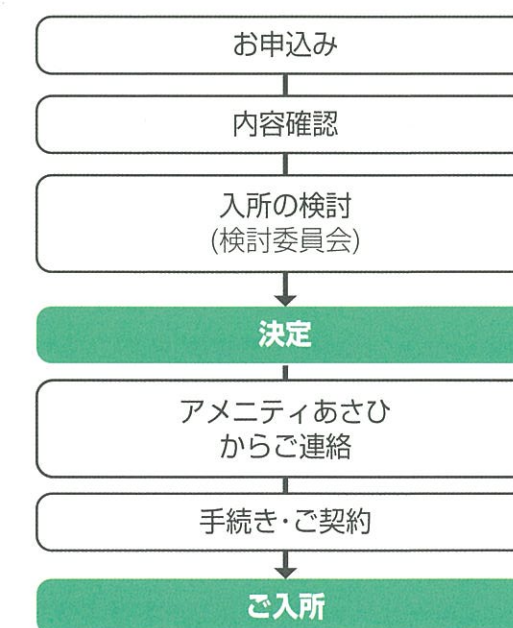 お申込み
内容確認
入所の検討
(検討委員会)
決定
アメニティあさひ
からご連絡
手続き・ご契約
ご入所